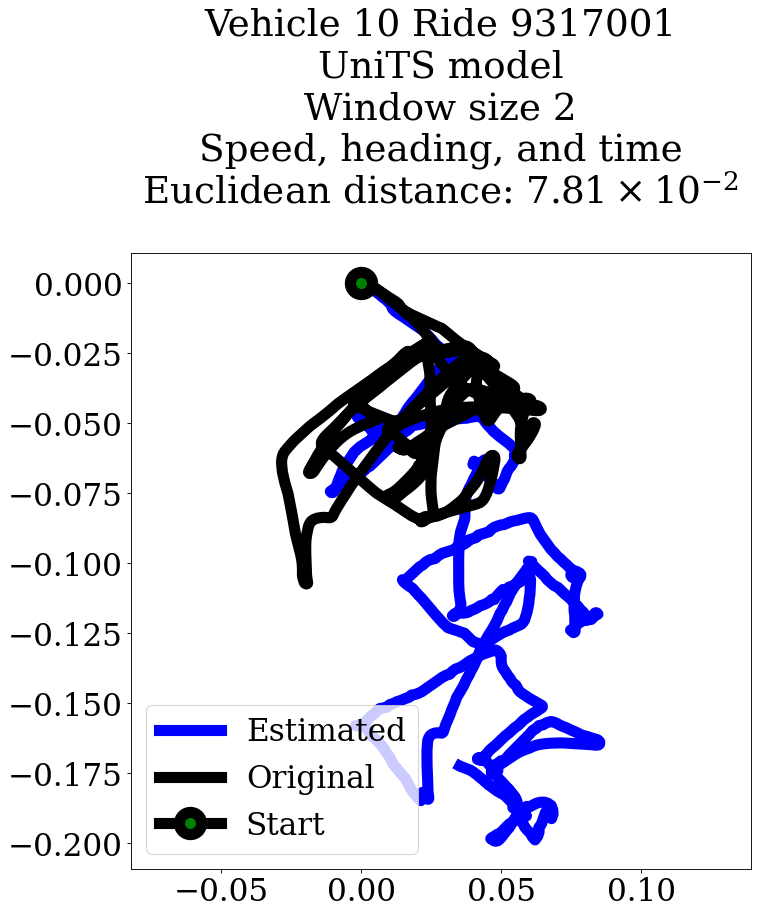 Vehicle 10 Ride 9317001
UniTS model
Window size 2
Speed, heading, and time
Euclidean distance: 7.81 × 10⁻²
0.000
−0.025
−0.050
−0.075
−0.100
−0.125
−0.150
−0.175
−0.200
Estimated
Original
Start
−0.05 0.00 0.05 0.10